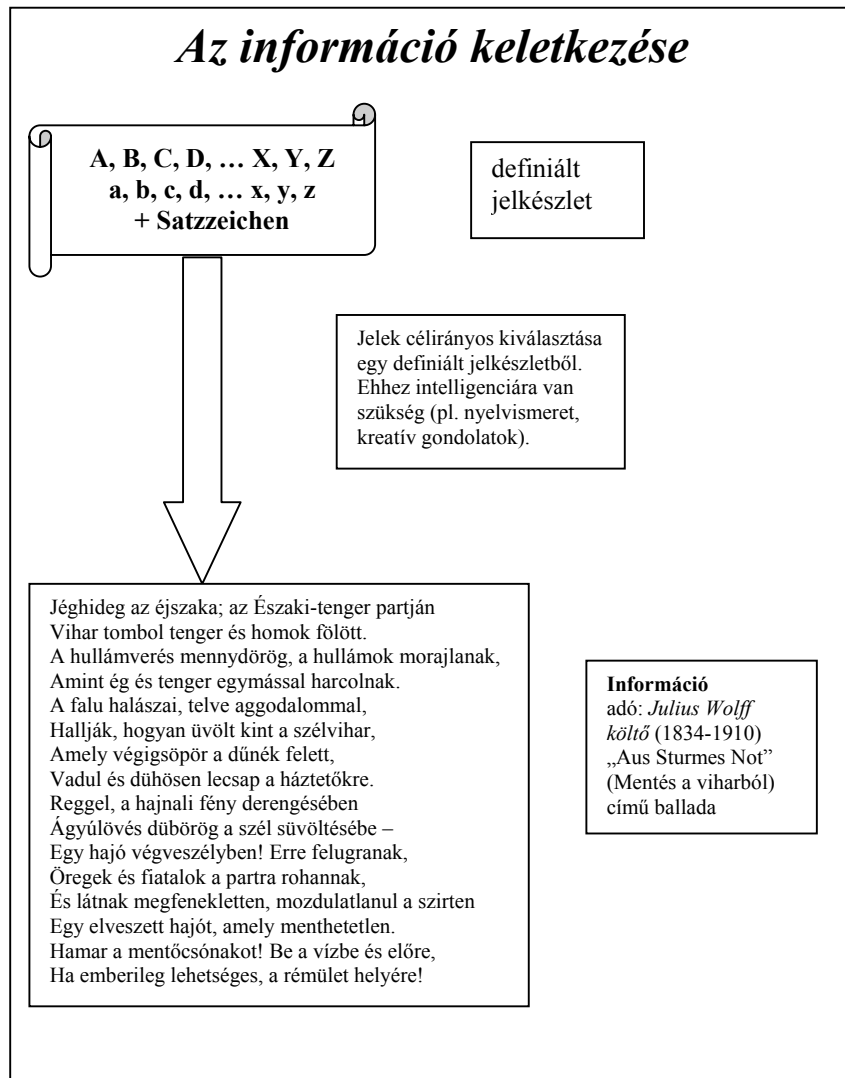 Az információ keletkezése
A, B, C, D, … X, Y, Z
a, b, c, d, … x, y, z
+ Satzzeichen
definiált
jelkészlet
Jelek célirányos kiválasztása
egy definiált jelkészletből.
Ehhez intelligenciára van
szükség (pl. nyelvismeret,
kreatív gondolatok).
Jéghideg az éjszaka; az Északi-tenger partján
Vihar tombol tenger és homok fölött.
A hullámverés mennydörög, a hullámok morajlanak,
Amint ég és tenger egymással harcolnak.
A falu halászai, telve aggodalommal,
Hallják, hogyan üvölt kint a szélvihar,
Amely végigsöpör a dűnék felett,
Vadul és dühösen lecsap a háztetőkre.
Reggel, a hajnali fény derengésében
Ágyúlövés dübörög a szél süvöltésébe –
Egy hajó végveszélyben! Erre felugranak,
Öregek és fiatalok a partra rohannak,
És látnak megfenekletten, mozdulatlanul a szirten
Egy elveszett hajót, amely menthetetlen.
Hamar a mentőcsónakot! Be a vízbe és előre,
Ha emberileg lehetséges, a rémület helyére!
Információ
adó: Julius Wolff
költő (1834-1910)
„Aus Sturmes Not”
(Mentés a viharból)
című ballada